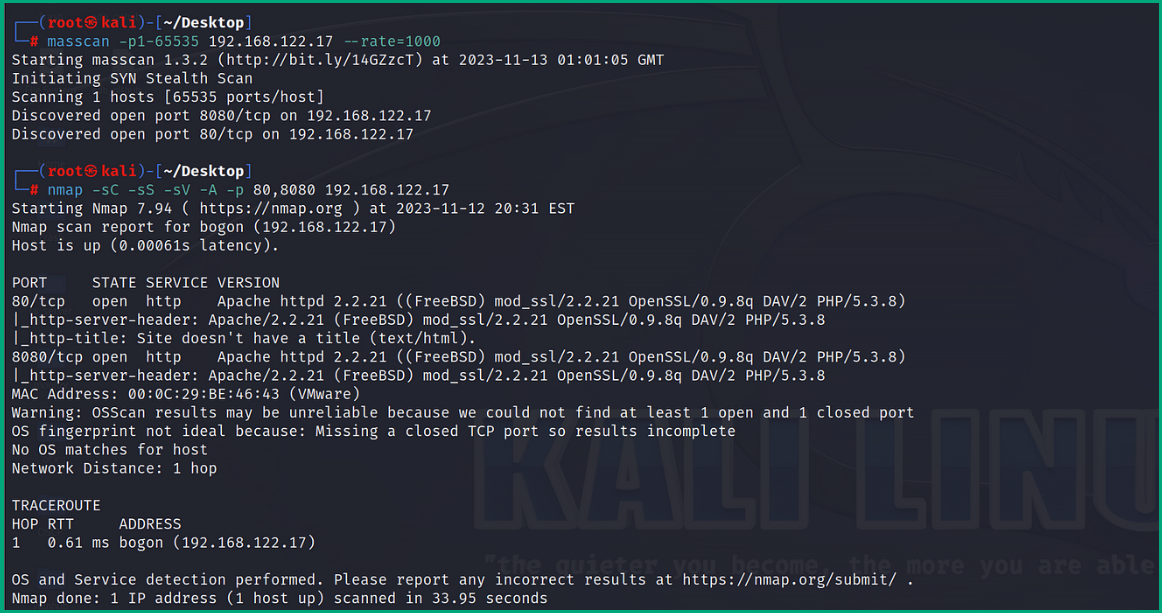 ┌──(root㉿kali)-[~/Desktop]
└─# masscan -p1-65535 192.168.122.17 --rate=1000
Starting masscan 1.3.2 (http://bit.ly/14GZzcT) at 2023-11-13 01:01:05 GMT
Initiating SYN Stealth Scan
Scanning 1 hosts [65535 ports/host]
Discovered open port 8080/tcp on 192.168.122.17
Discovered open port 80/tcp on 192.168.122.17
┌──(root㉿kali)-[~/Desktop]
└─# nmap -sC -sS -sV -A -p 80,8080 192.168.122.17
Starting Nmap 7.94 ( https://nmap.org ) at 2023-11-12 20:31 EST
Nmap scan report for bogon (192.168.122.17)
Host is up (0.00061s latency).
PORT     STATE SERVICE VERSION
80/tcp   open  http    Apache httpd 2.2.21 ((FreeBSD) mod_ssl/2.2.21 OpenSSL/0.9.8q DAV/2 PHP/5.3.8)
|_http-server-header: Apache/2.2.21 (FreeBSD) mod_ssl/2.2.21 OpenSSL/0.9.8q DAV/2 PHP/5.3.8
|_http-title: Site doesn't have a title (text/html).
8080/tcp open  http    Apache httpd 2.2.21 ((FreeBSD) mod_ssl/2.2.21 OpenSSL/0.9.8q DAV/2 PHP/5.3.8)
|_http-server-header: Apache/2.2.21 (FreeBSD) mod_ssl/2.2.21 OpenSSL/0.9.8q DAV/2 PHP/5.3.8
MAC Address: 00:0C:29:BE:46:43 (VMware)
Warning: OSScan results may be unreliable because we could not find at least 1 open and 1 closed port
OS fingerprint not ideal because: Missing a closed TCP port so results incomplete
No OS matches for host
Network Distance: 1 hop
TRACEROUTE
HOP RTT     ADDRESS
1   0.61 ms bogon (192.168.122.17)
OS and Service detection performed. Please report any incorrect results at https://nmap.org/submit/ .
Nmap done: 1 IP address (1 host up) scanned in 33.95 seconds
KALI LINU
"the quieter you become, the more you are able